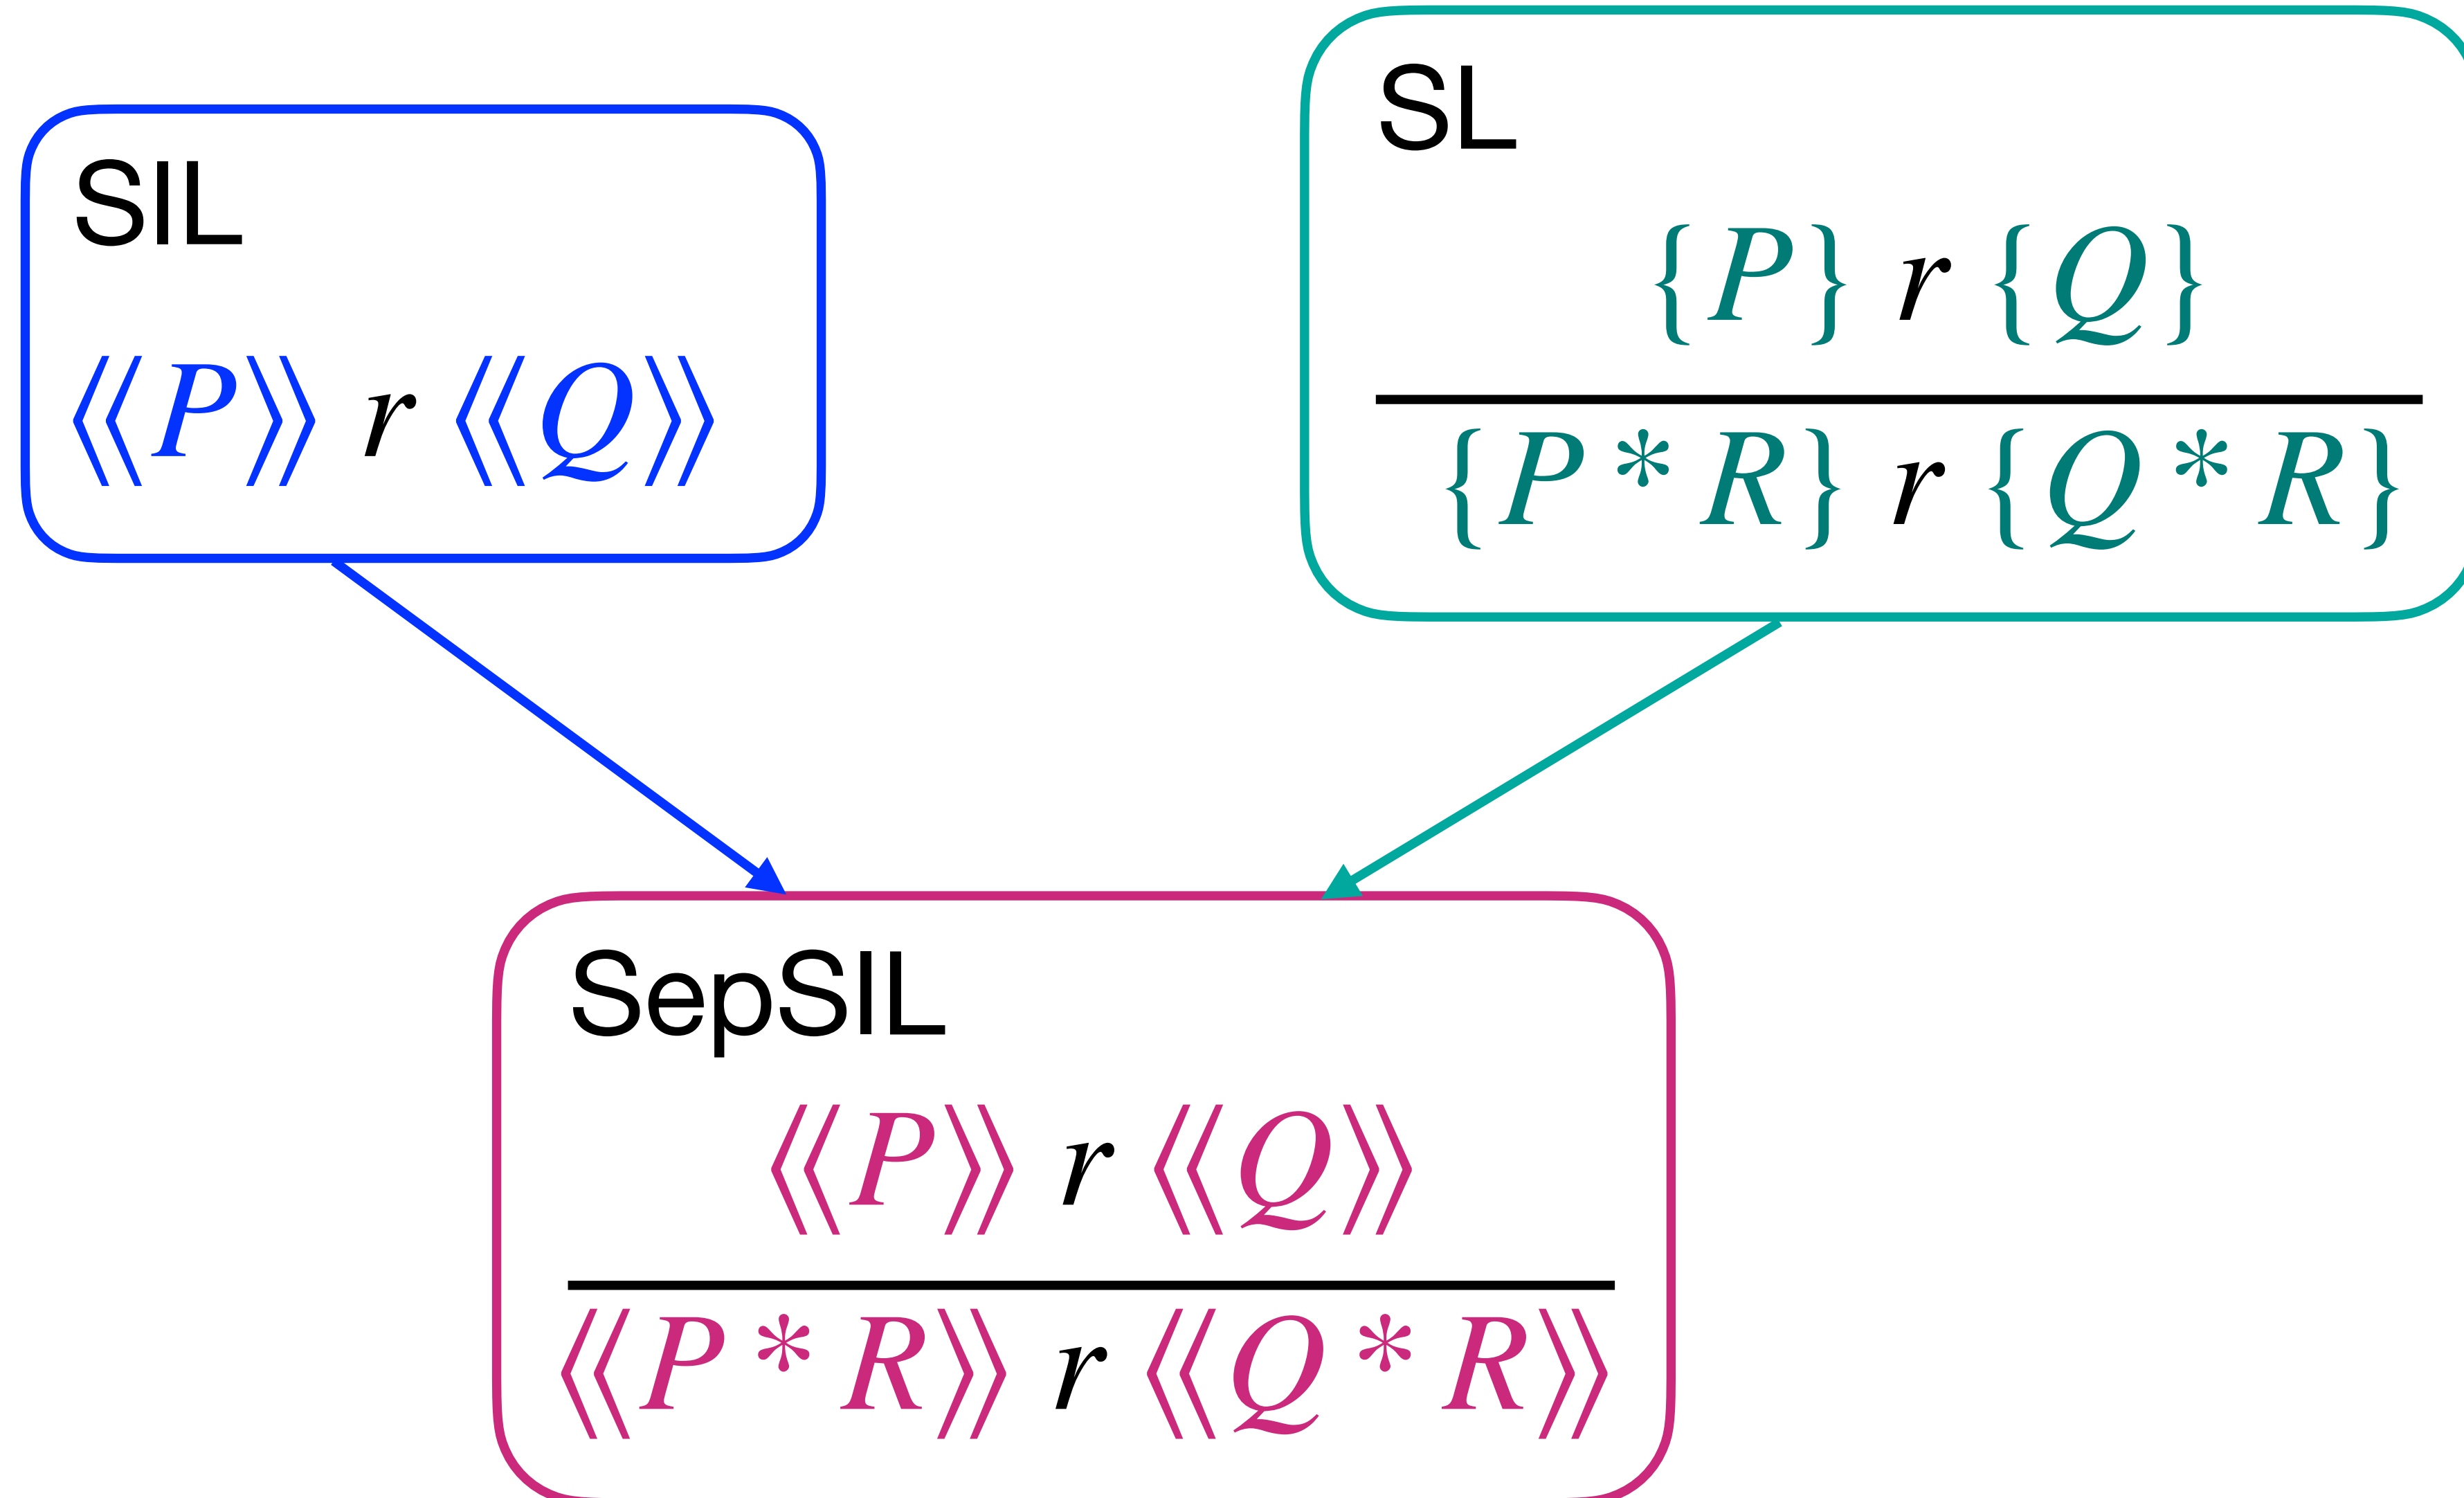 SIL
⟪P⟫ r ⟪Q⟫
SL
{P} r {Q}
{P * R} r {Q * R}
SepSIL
⟪P⟫ r ⟪Q⟫
⟪P * R⟫ r ⟪Q * R⟫